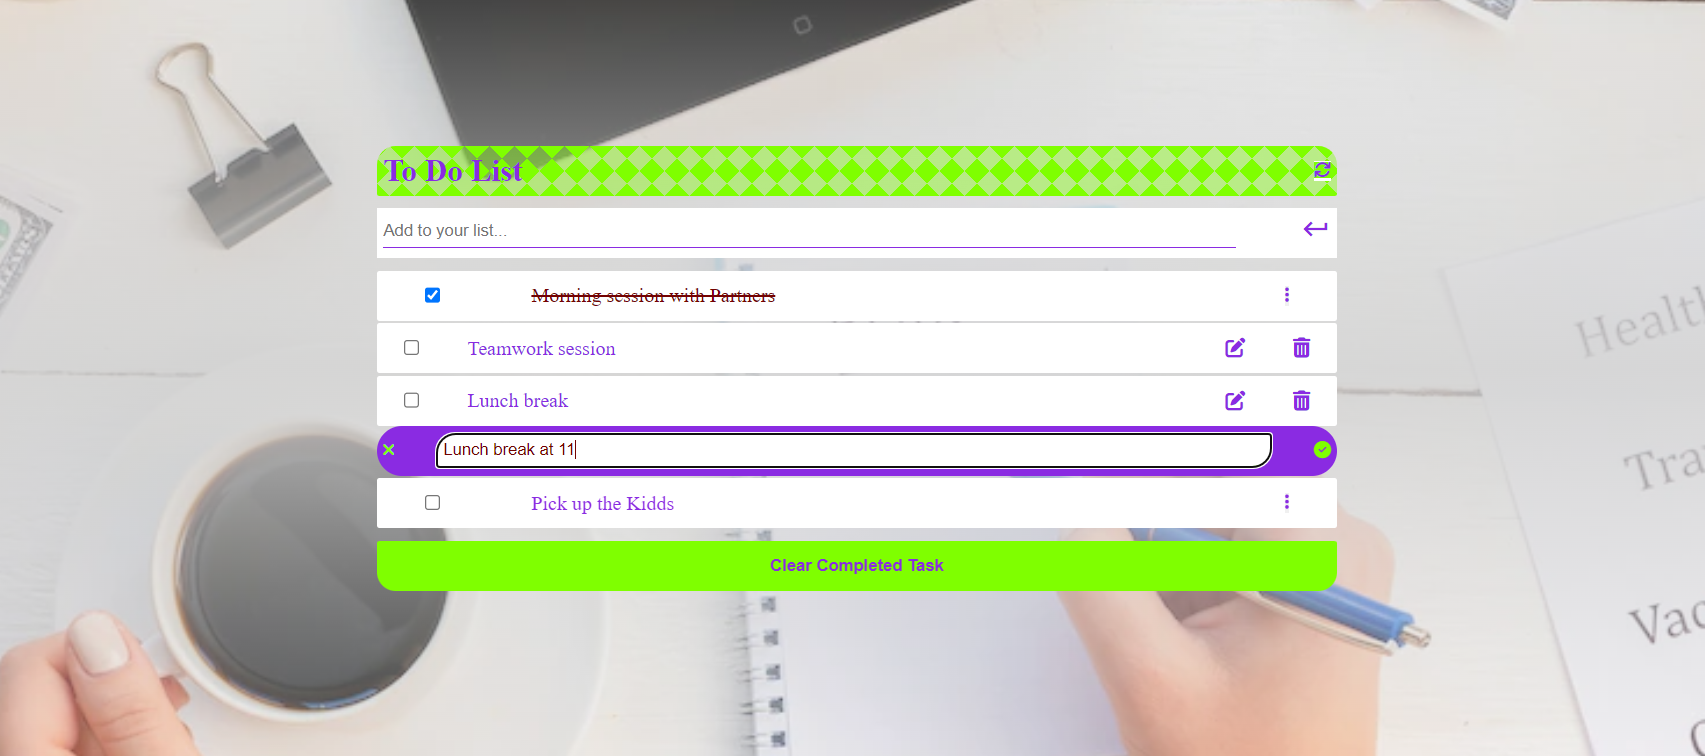 To Do List
Add to your list...
Morning session with Partners
Teamwork session
Lunch break
Lunch break at 11
Pick up the Kidds
Clear Completed Task
Health
Tra
Vac